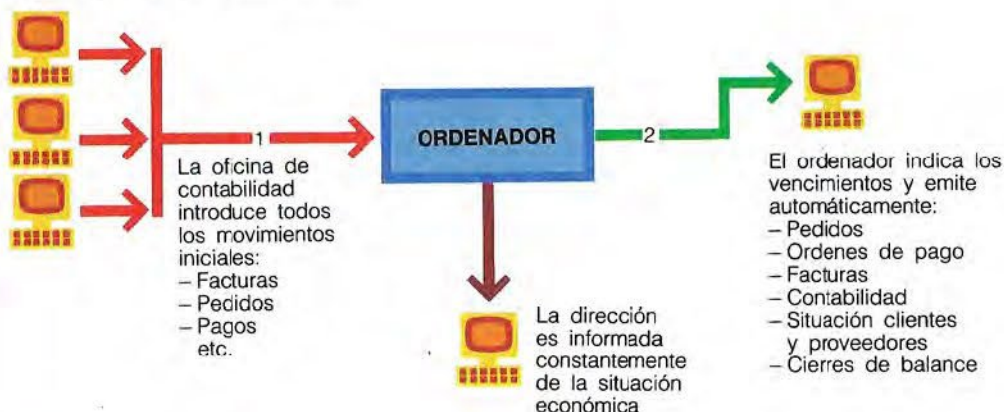 1
La oficina de
contabilidad
introduce todos
los movimientos
iniciales:
– Facturas
– Pedidos
– Pagos
etc.
ORDENADOR
2
El ordenador indica los
vencimientos y emite
automáticamente:
– Pedidos
– Ordenes de pago
– Facturas
– Contabilidad
– Situación clientes
y proveedores
– Cierres de balance
La dirección
es informada
constantemente
de la situación
económica